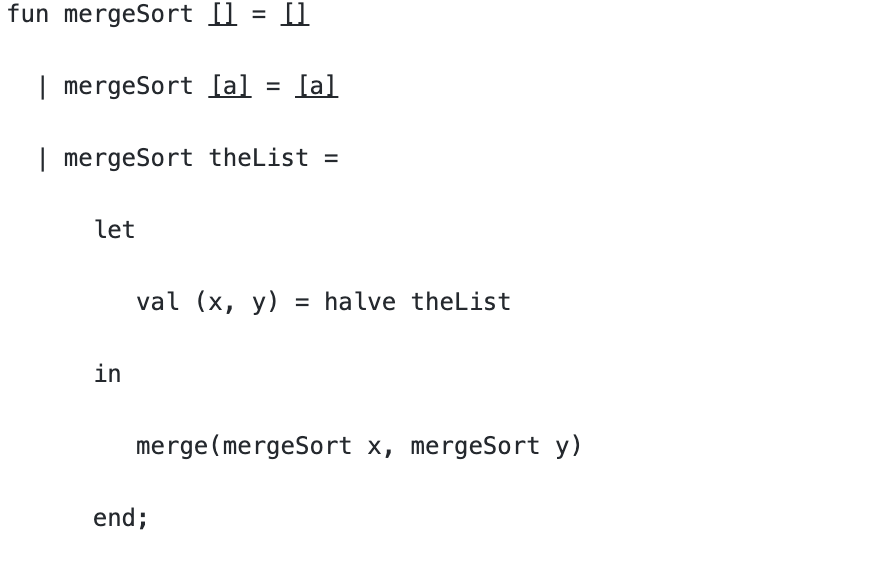 fun mergeSort [] = []
| mergeSort [a] = [a]
| mergeSort theList =
let
val (x, y) = halve theList
in
merge(mergeSort x, mergeSort y)
end;